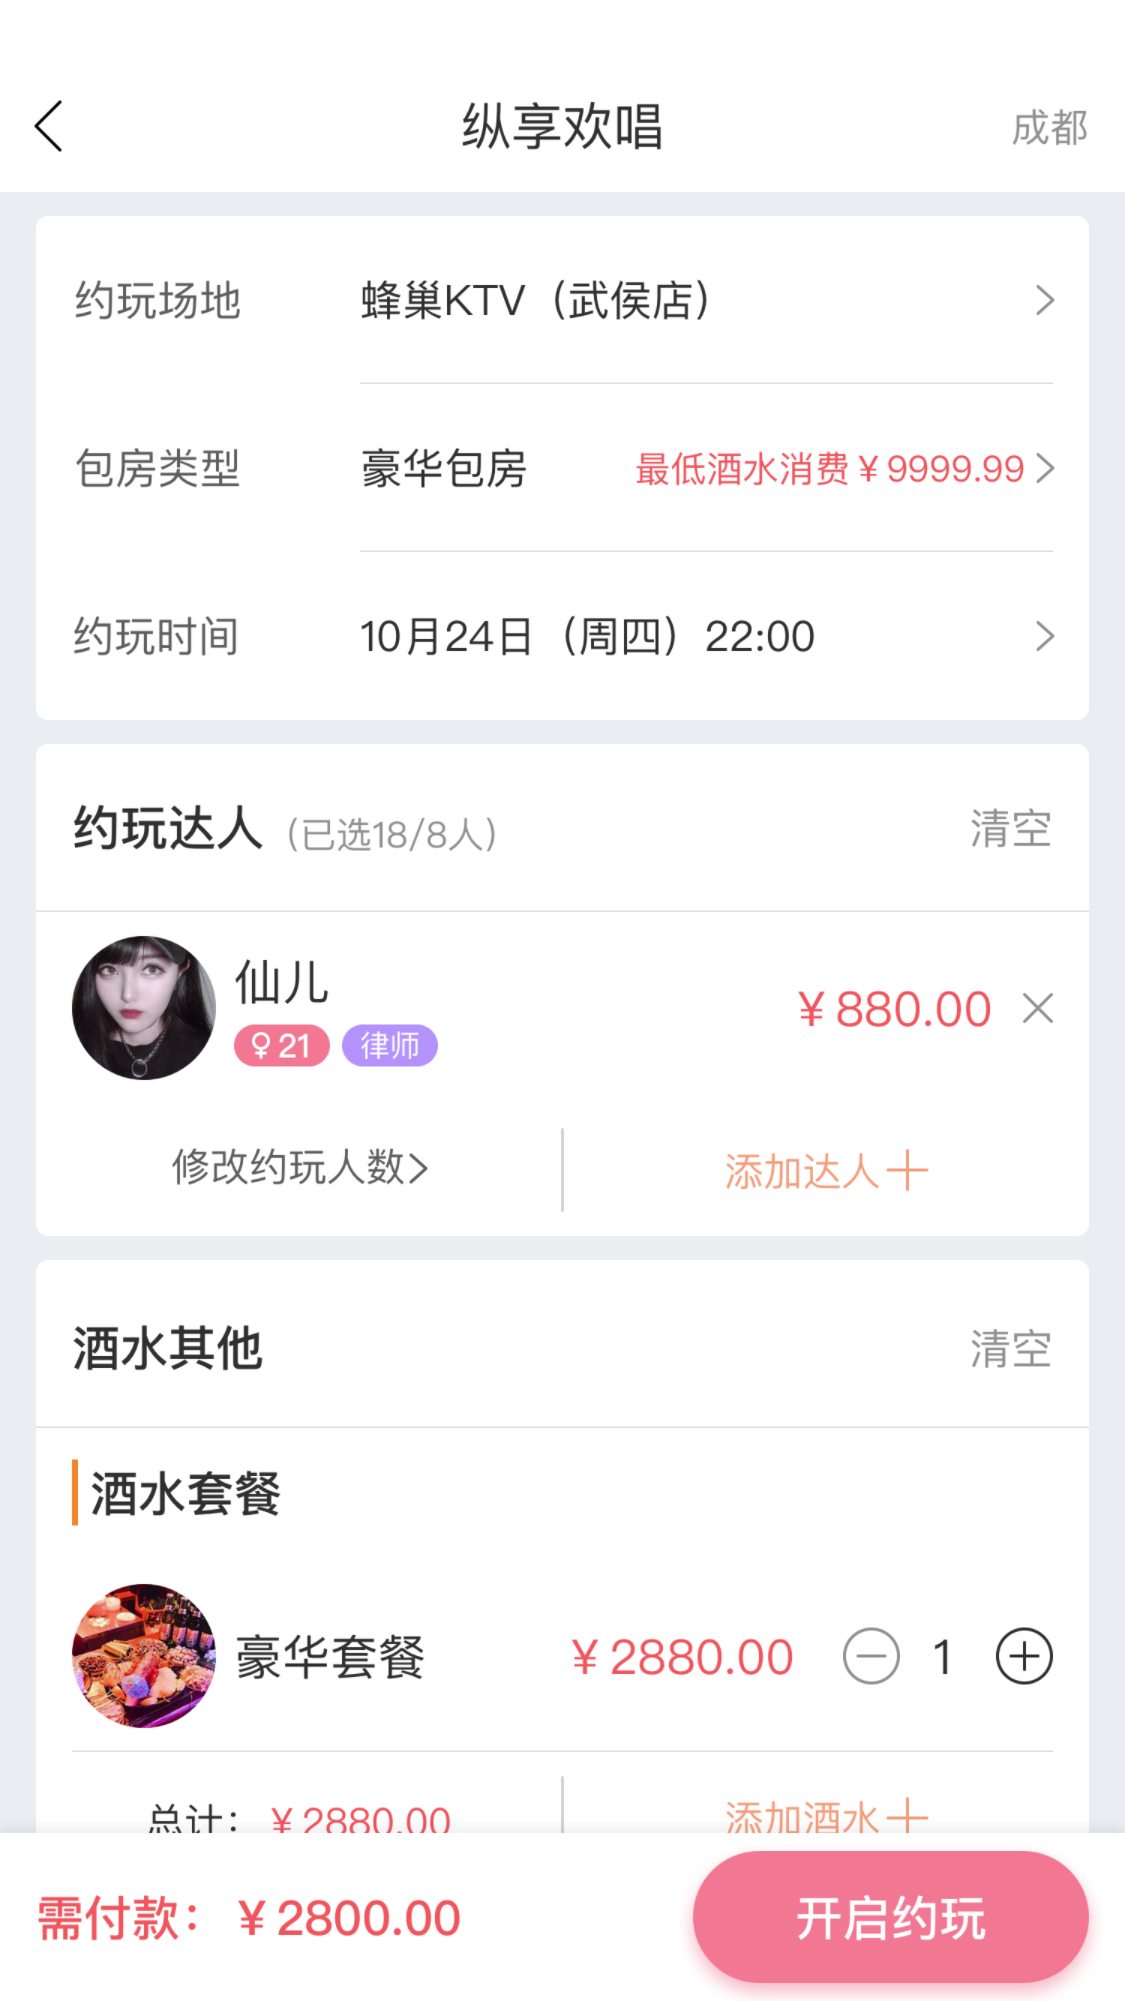 纵享欢唱
成都
约玩场地 蜂巢KTV（武侯店）
包房类型 豪华包房 最低酒水消费￥9999.99
约玩时间 10月24日（周四）22:00
约玩达人 (已选18/8人) 清空
仙儿
♀21 律师
￥880.00
修改约玩人数 添加达人
酒水其他 清空
酒水套餐
豪华套餐 ￥2880.00 1
总计： ￥2880.00 添加酒水
需付款： ￥2800.00 开启约玩